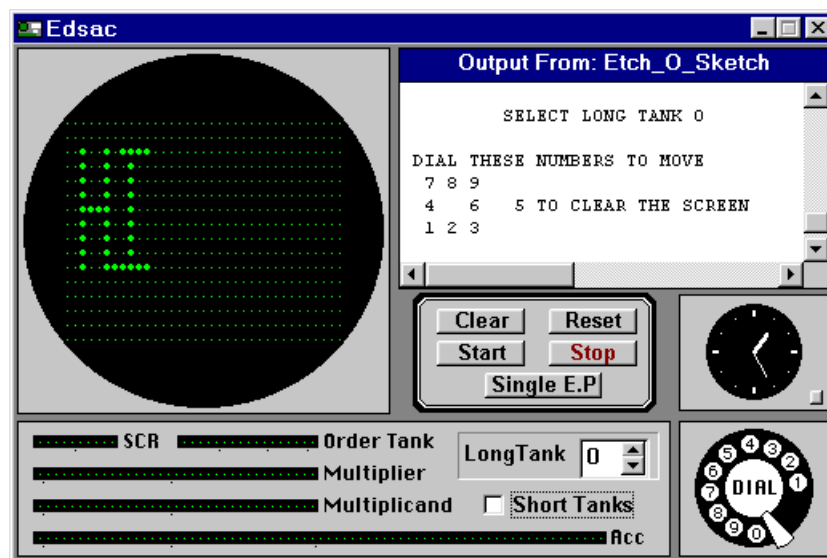 Edsac
HI
Output From: Etch_O_Sketch
SELECT LONG TANK 0
DIAL THESE NUMBERS TO MOVE
7 8 9
4 6 5 TO CLEAR THE SCREEN
1 2 3
Clear Reset
Start Stop
Single E.P
SCR Order Tank
Multiplier
Multiplicand
Acc
LongTank 0
Short Tanks
4 3 2 1
5
6
7 DIAL
8
9 0